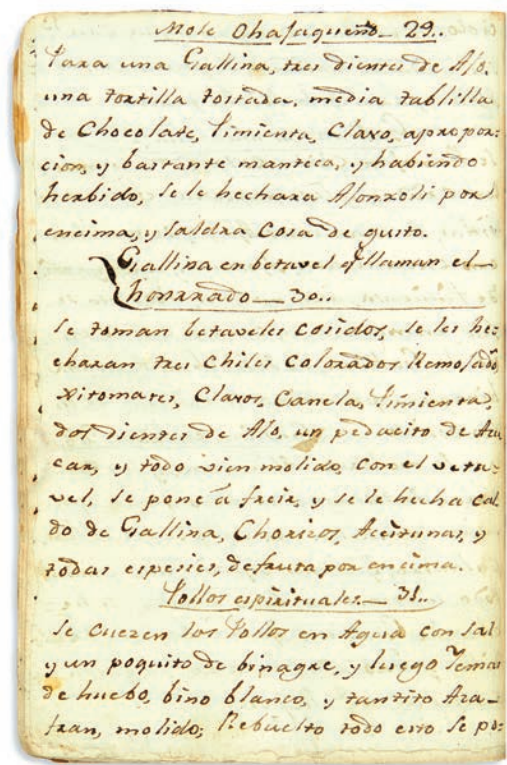 Mole Ohajaqueño 29..
Para una Gallina, tres dientes de Ajo,
una tortilla tostada, media tablilla
de Chocolate, Pimienta, Clavo, apropor=
cion, y bastante manteca, y habiendo
herbido, se le hechara Ajonxoli por
encima, y saldra cosa de gusto.
Gallina en betavel q̃ llaman el
honrrado 30..
Se toman betaveles cosidos, se les he=
charan tres Chiles Colorados Remojados
Xitomates, Clavos, Canela, Pimienta,
dos dientes de Ajo, un pedacito de Azu
car, y todo vien molido, con el veta
vel, se pone á freir, y se le hecha cal
do de Gallina, Chorizos, Aceitunas, y
todas especies, de fruta por encima.
Pollos espirituales 31..
Se cuezen los Pollos en Agua con sal
y un poquito de binagre, y luego Yemas
de huebo, bino blanco, y tantito Aza=
fran, molido; Rebuelto todo esto se po=